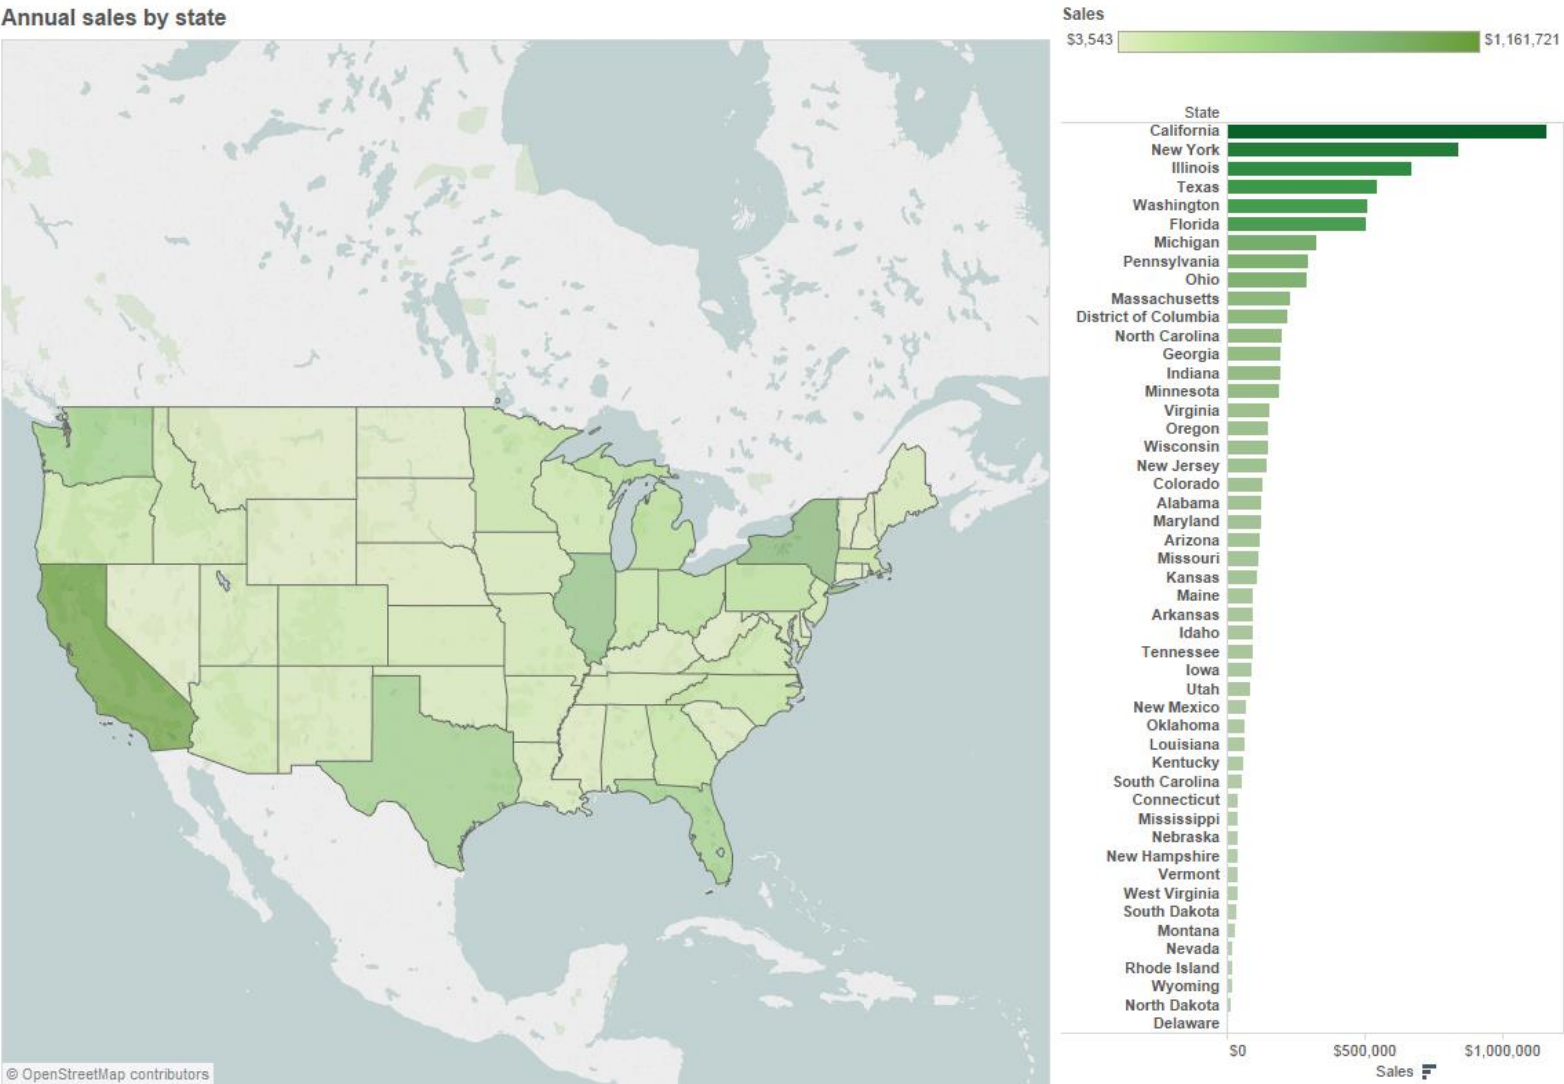 Annual sales by state
Sales
$3,543 $1,161,721
State
California
New York
Illinois
Texas
Washington
Florida
Michigan
Pennsylvania
Ohio
Massachusetts
District of Columbia
North Carolina
Georgia
Indiana
Minnesota
Virginia
Oregon
Wisconsin
New Jersey
Colorado
Alabama
Maryland
Arizona
Missouri
Kansas
Maine
Arkansas
Idaho
Tennessee
Iowa
Utah
New Mexico
Oklahoma
Louisiana
Kentucky
South Carolina
Connecticut
Mississippi
Nebraska
New Hampshire
Vermont
West Virginia
South Dakota
Montana
Nevada
Rhode Island
Wyoming
North Dakota
Delaware
$0 $500,000 $1,000,000
Sales
© OpenStreetMap contributors